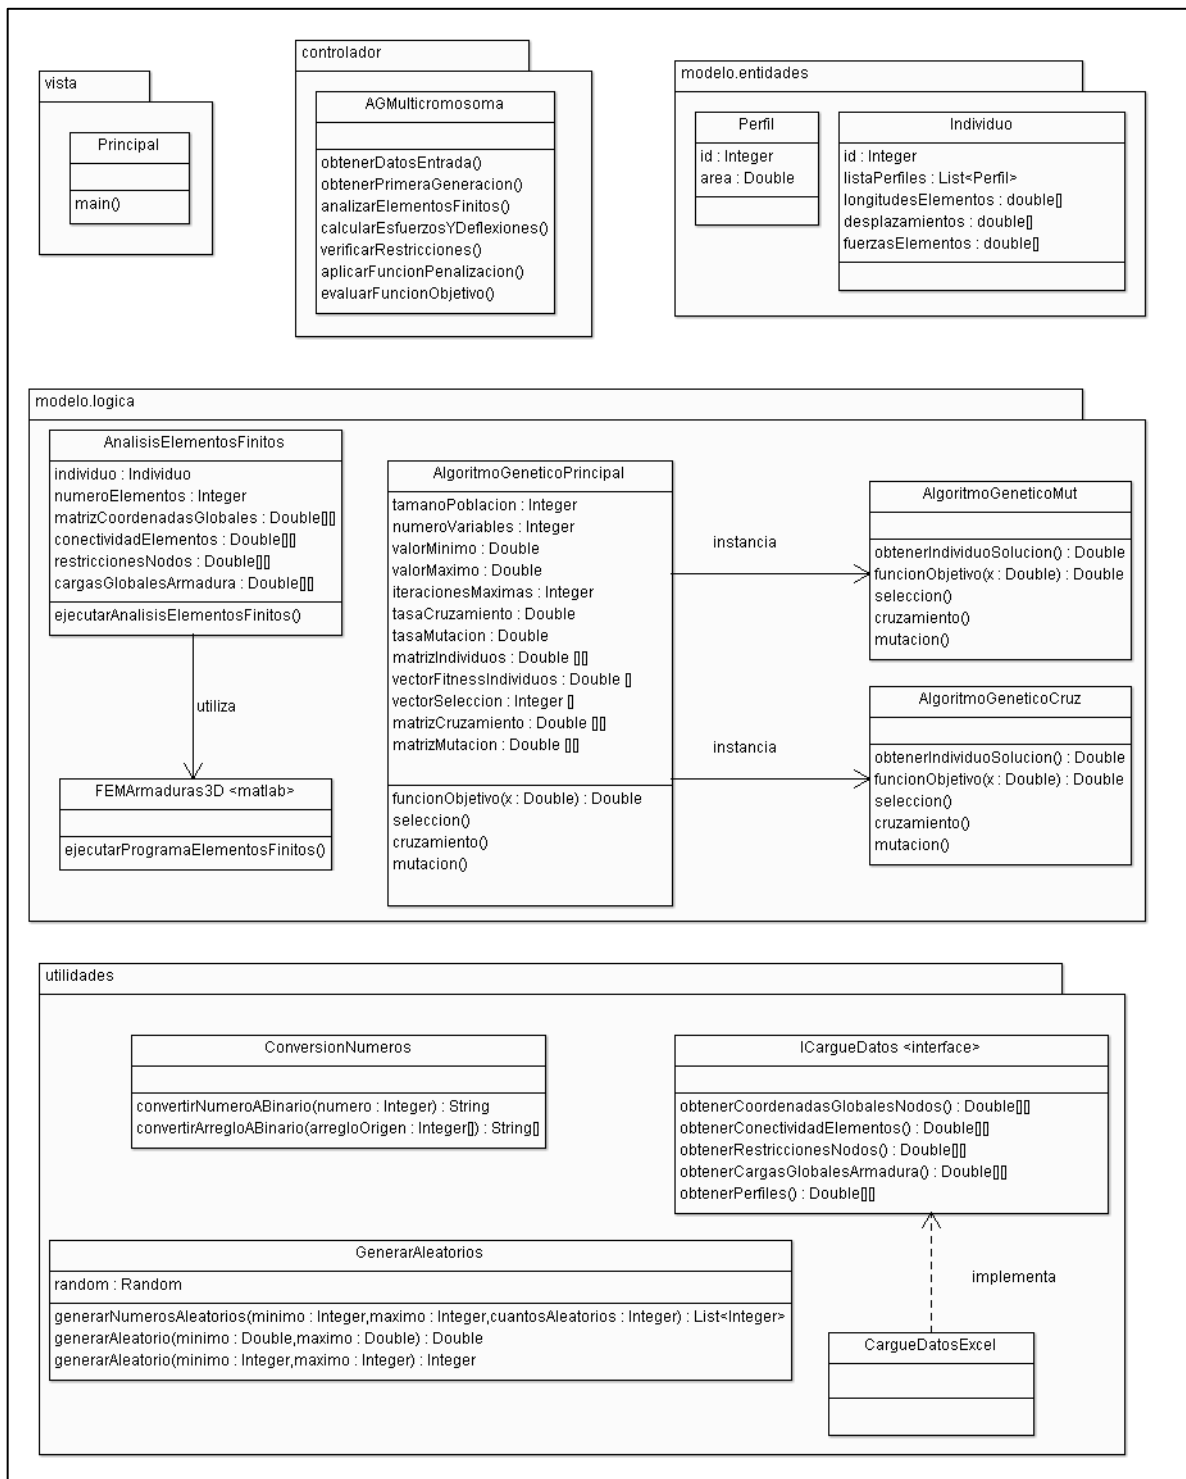 vista
Principal
main()
controlador
AGMulticromosoma
obtenerDatosEntrada()
obtenerPrimeraGeneracion()
analizarElementosFinitos()
calcularEsfuerzosYDeflexiones()
verificarRestricciones()
aplicarFuncionPenalizacion()
evaluarFuncionObjetivo()
modelo.entidades
Perfil
id : Integer
area : Double
Individuo
id : Integer
listaPerfiles : List<Perfil>
longitudesElementos : double[]
desplazamientos : double[]
fuerzasElementos : double[]
modelo.logica
AnalisisElementosFinitos
individuo : Individuo
numeroElementos : Integer
matrizCoordenadasGlobales : Double[][]
conectividadElementos : Double[][]
restriccionesNodos : Double[][]
cargasGlobalesArmadura : Double[][]
ejecutarAnalisisElementosFinitos()
utiliza
FEMArmaduras3D <matlab>
ejecutarProgramaElementosFinitos()
AlgoritmoGeneticoPrincipal
tamanoPoblacion : Integer
numeroVariables : Integer
valorMinimo : Double
valorMaximo : Double
iteracionesMaximas : Integer
tasaCruzamiento : Double
tasaMutacion : Double
matrizIndividuos : Double [][]
vectorFitnessIndividuos : Double []
vectorSeleccion : Integer []
matrizCruzamiento : Double [][]
matrizMutacion : Double [][]
funcionObjetivo(x : Double) : Double
seleccion()
cruzamiento()
mutacion()
instancia
instancia
AlgoritmoGeneticoMut
obtenerIndividuoSolucion() : Double
funcionObjetivo(x : Double) : Double
seleccion()
cruzamiento()
mutacion()
AlgoritmoGeneticoCruz
obtenerIndividuoSolucion() : Double
funcionObjetivo(x : Double) : Double
seleccion()
cruzamiento()
mutacion()
utilidades
ConversionNumeros
convertirNumeroABinario(numero : Integer) : String
convertirArregloABinario(arregloOrigen : Integer[]) : String[]
ICargueDatos <interface>
obtenerCoordenadasGlobalesNodos() : Double[][]
obtenerConectividadElementos() : Double[][]
obtenerRestriccionesNodos() : Double[][]
obtenerCargasGlobalesArmadura() : Double[][]
obtenerPerfiles() : Double[][]
GenerarAleatorios
random : Random
generarNumerosAleatorios(minimo : Integer,maximo : Integer,cuantosAleatorios : Integer) : List<Integer>
generarAleatorio(minimo : Double,maximo : Double) : Double
generarAleatorio(minimo : Integer,maximo : Integer) : Integer
implementa
CargueDatosExcel